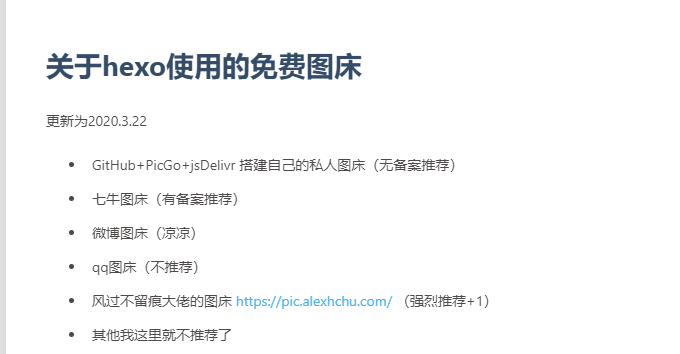 关于hexo使用的免费图床
更新为2020.3.22
GitHub+PicGo+jsDelivr 搭建自己的私人图床（无备案推荐）
七牛图床（有备案推荐）
微博图床（凉凉）
qq图床（不推荐）
风过不留痕大佬的图床 https://pic.alexhchu.com/ （强烈推荐+1）
其他我这里就不推荐了